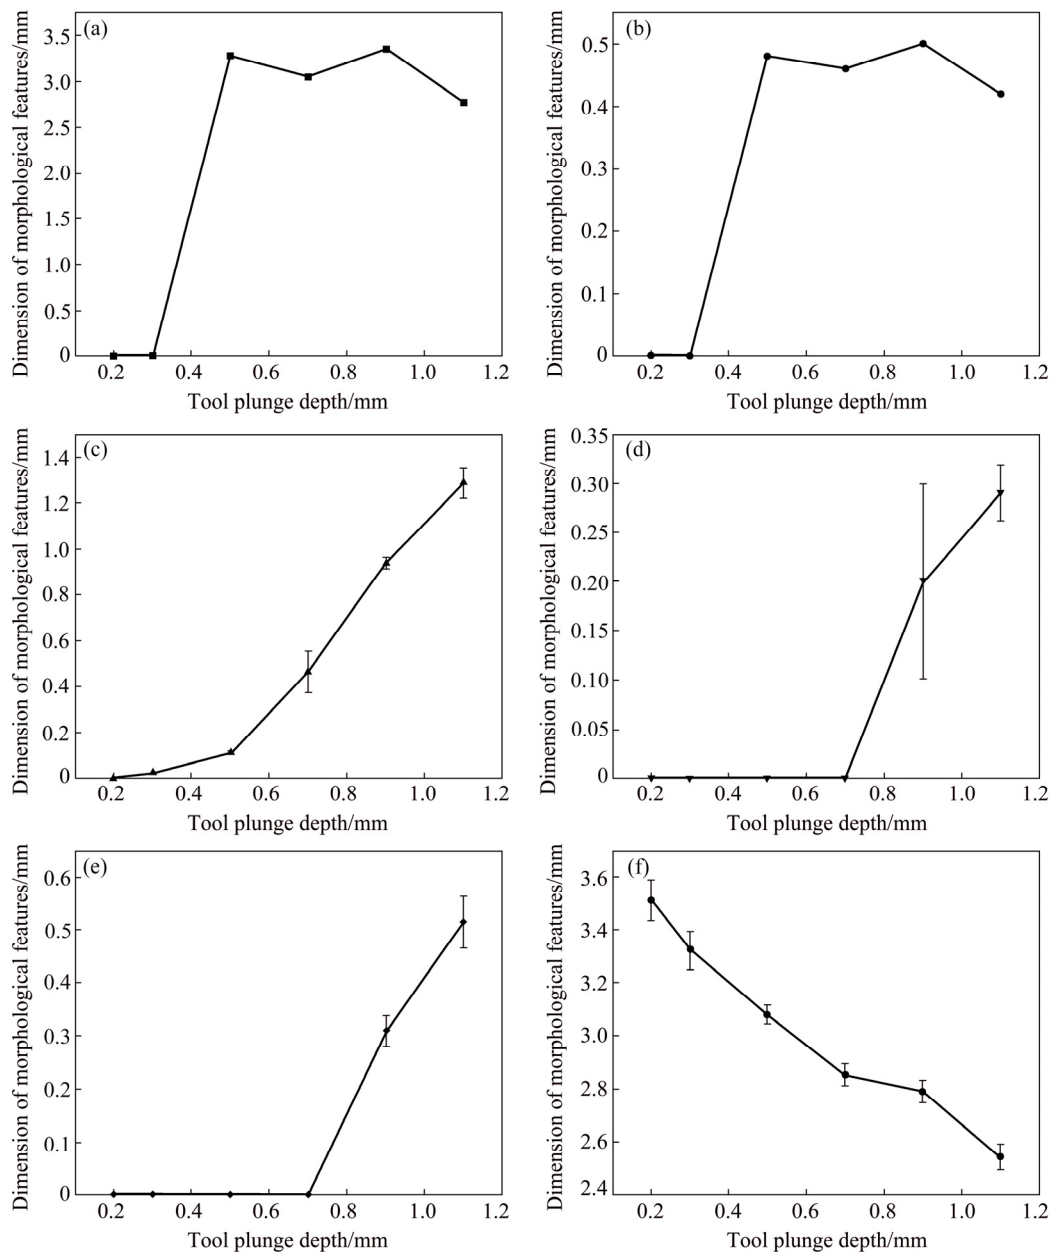 (a)
Dimension of morphological features/mm
3.5
3.0
2.5
2.0
1.5
1.0
0.5
0
0.2 0.4 0.6 0.8 1.0 1.2
Tool plunge depth/mm
(b)
Dimension of morphological features/mm
0.5
0.4
0.3
0.2
0.1
0
0.2 0.4 0.6 0.8 1.0 1.2
Tool plunge depth/mm
(c)
Dimension of morphological features/mm
1.4
1.2
1.0
0.8
0.6
0.4
0.2
0
0.2 0.4 0.6 0.8 1.0 1.2
Tool plunge depth/mm
(d)
Dimension of morphological features/mm
0.35
0.30
0.25
0.20
0.15
0.10
0.05
0
0.2 0.4 0.6 0.8 1.0 1.2
Tool plunge depth/mm
(e)
Dimension of morphological features/mm
0.6
0.5
0.4
0.3
0.2
0.1
0
0.2 0.4 0.6 0.8 1.0 1.2
Tool plunge depth/mm
(f)
Dimension of morphological features/mm
3.6
3.4
3.2
3.0
2.8
2.6
2.4
0.2 0.4 0.6 0.8 1.0 1.2
Tool plunge depth/mm